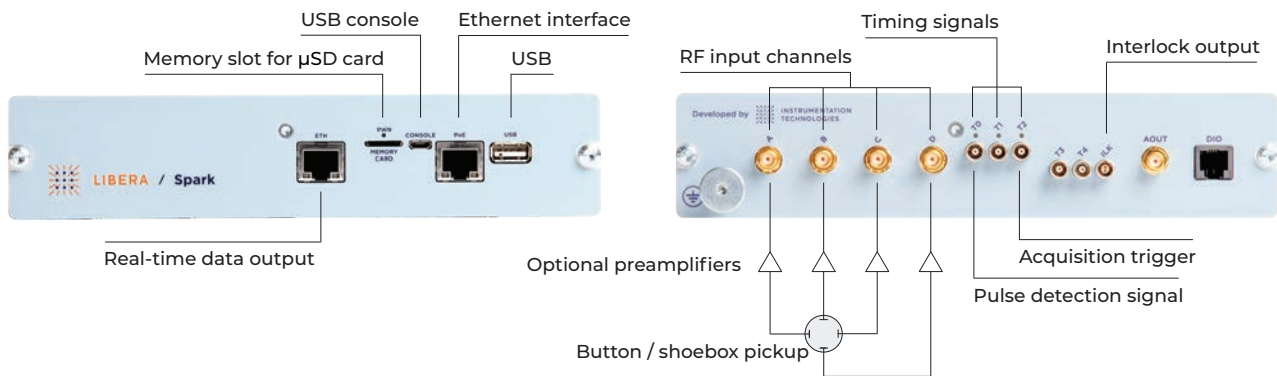 USB console
Ethernet interface
Memory slot for µSD card
USB
ETH
PWR
MEMORY
CARD
CONSOLE
PoE
USB
LIBERA / Spark
Real-time data output
Timing signals
RF input channels
Interlock output
Developed by
INSTRUMENTATION
TECHNOLOGIES
A
B
C
D
T0
T1
T2
T3
T4
ILK
AOUT
DIO
Optional preamplifiers
Acquisition trigger
Pulse detection signal
Button / shoebox pickup